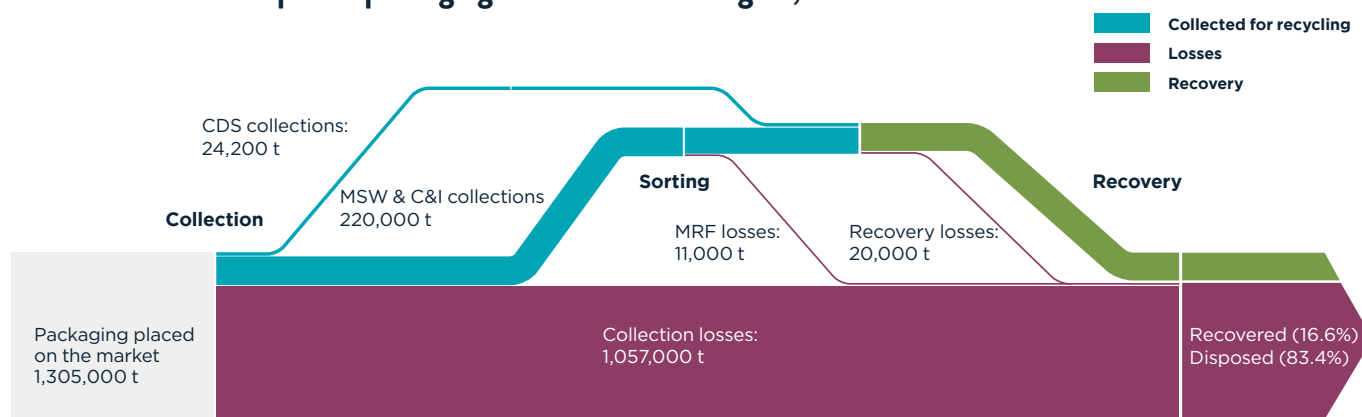 Collected for recycling
Losses
Recovery
CDS collections:
24,200 t
MSW & C&I collections
220,000 t
Collection
Sorting
Recovery
MRF losses:
11,000 t
Recovery losses:
20,000 t
Packaging placed
on the market
1,305,000 t
Collection losses:
1,057,000 t
Recovered (16.6%)
Disposed (83.4%)